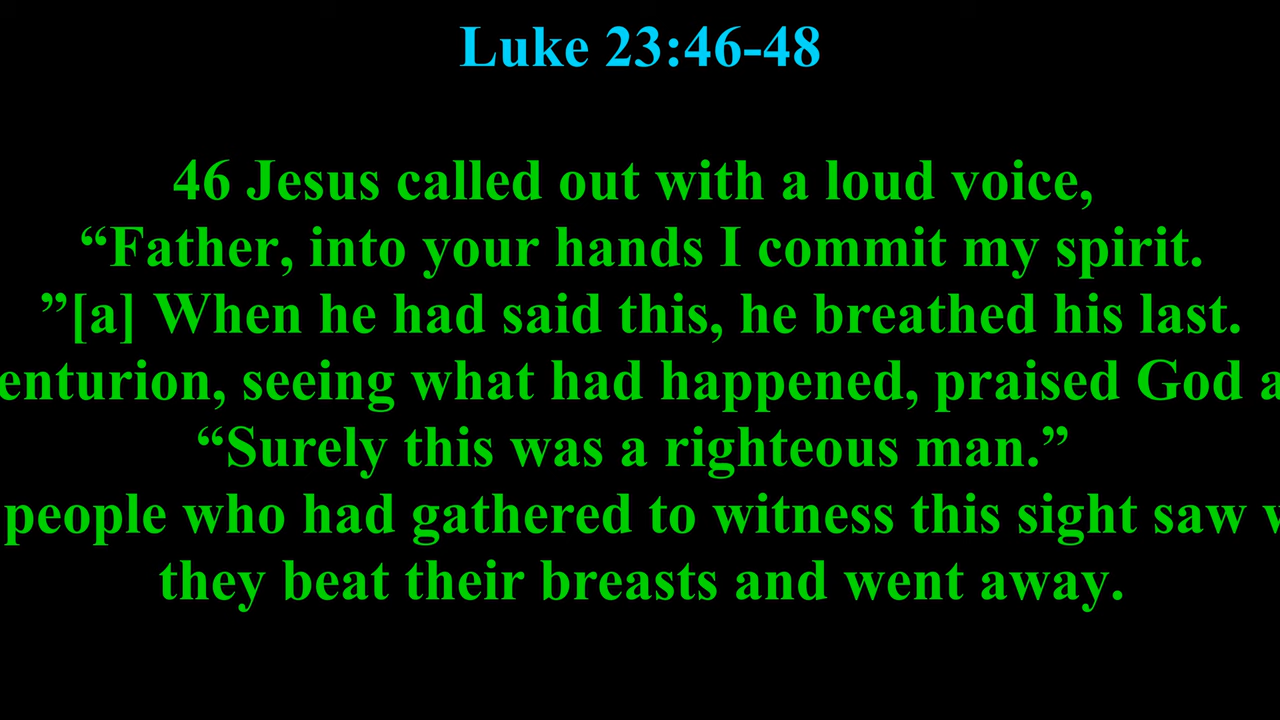 Luke 23:46-48
46 Jesus called out with a loud voice,
“Father, into your hands I commit my spirit.
”[a] When he had said this, he breathed his last.
enturion, seeing what had happened, praised God a
“Surely this was a righteous man.”
people who had gathered to witness this sight saw
they beat their breasts and went away.